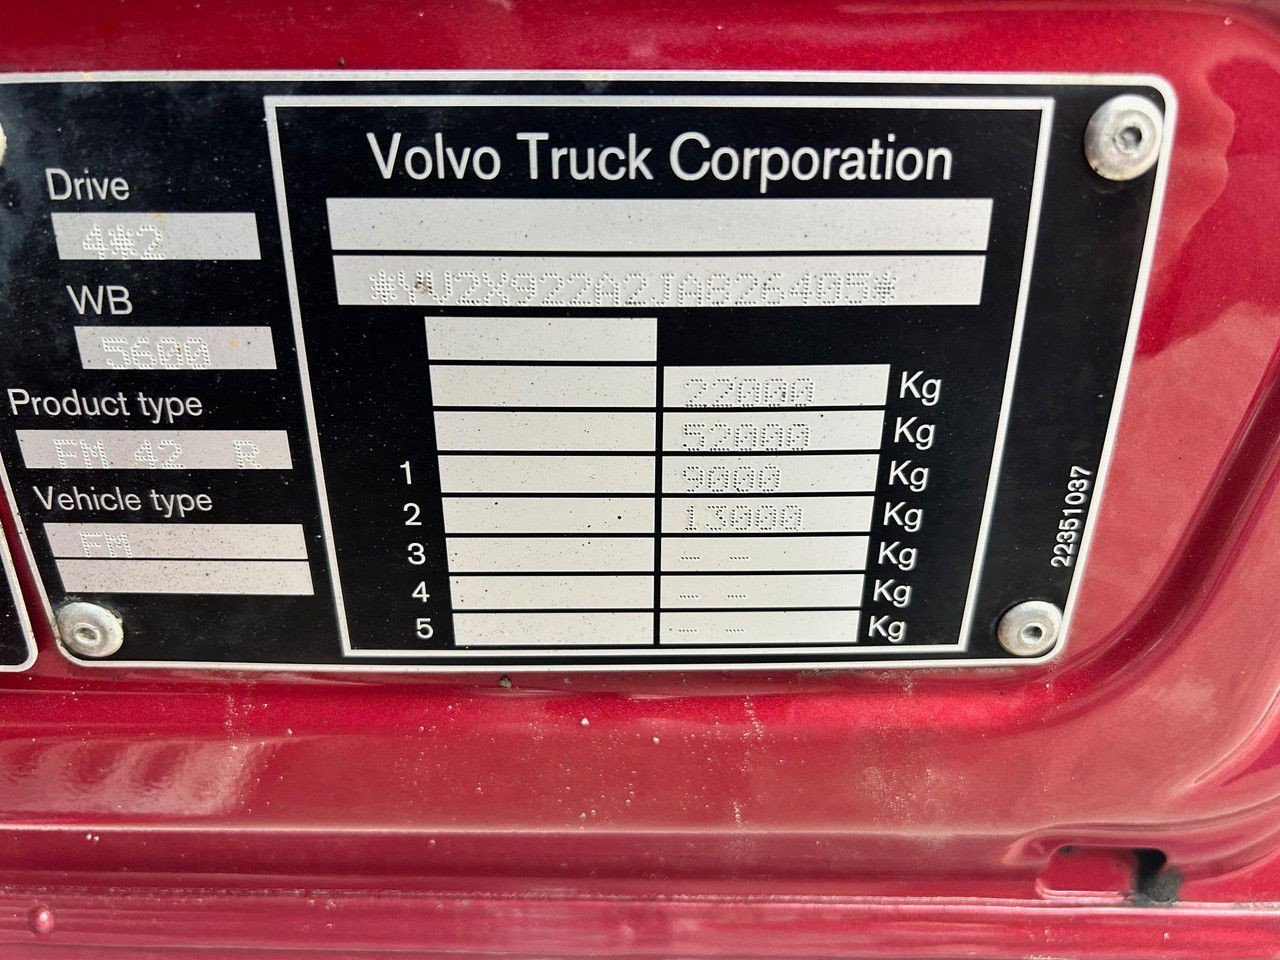 Drive
4*2
WB
5600
Product type
FM 42 R
Vehicle type
FM
Volvo Truck Corporation
*YV2X922A2JA026405*
22000 Kg
52000 Kg
1 9000 Kg
2 13000 Kg
3 – – Kg
4 – – Kg
5 – – Kg
22351037